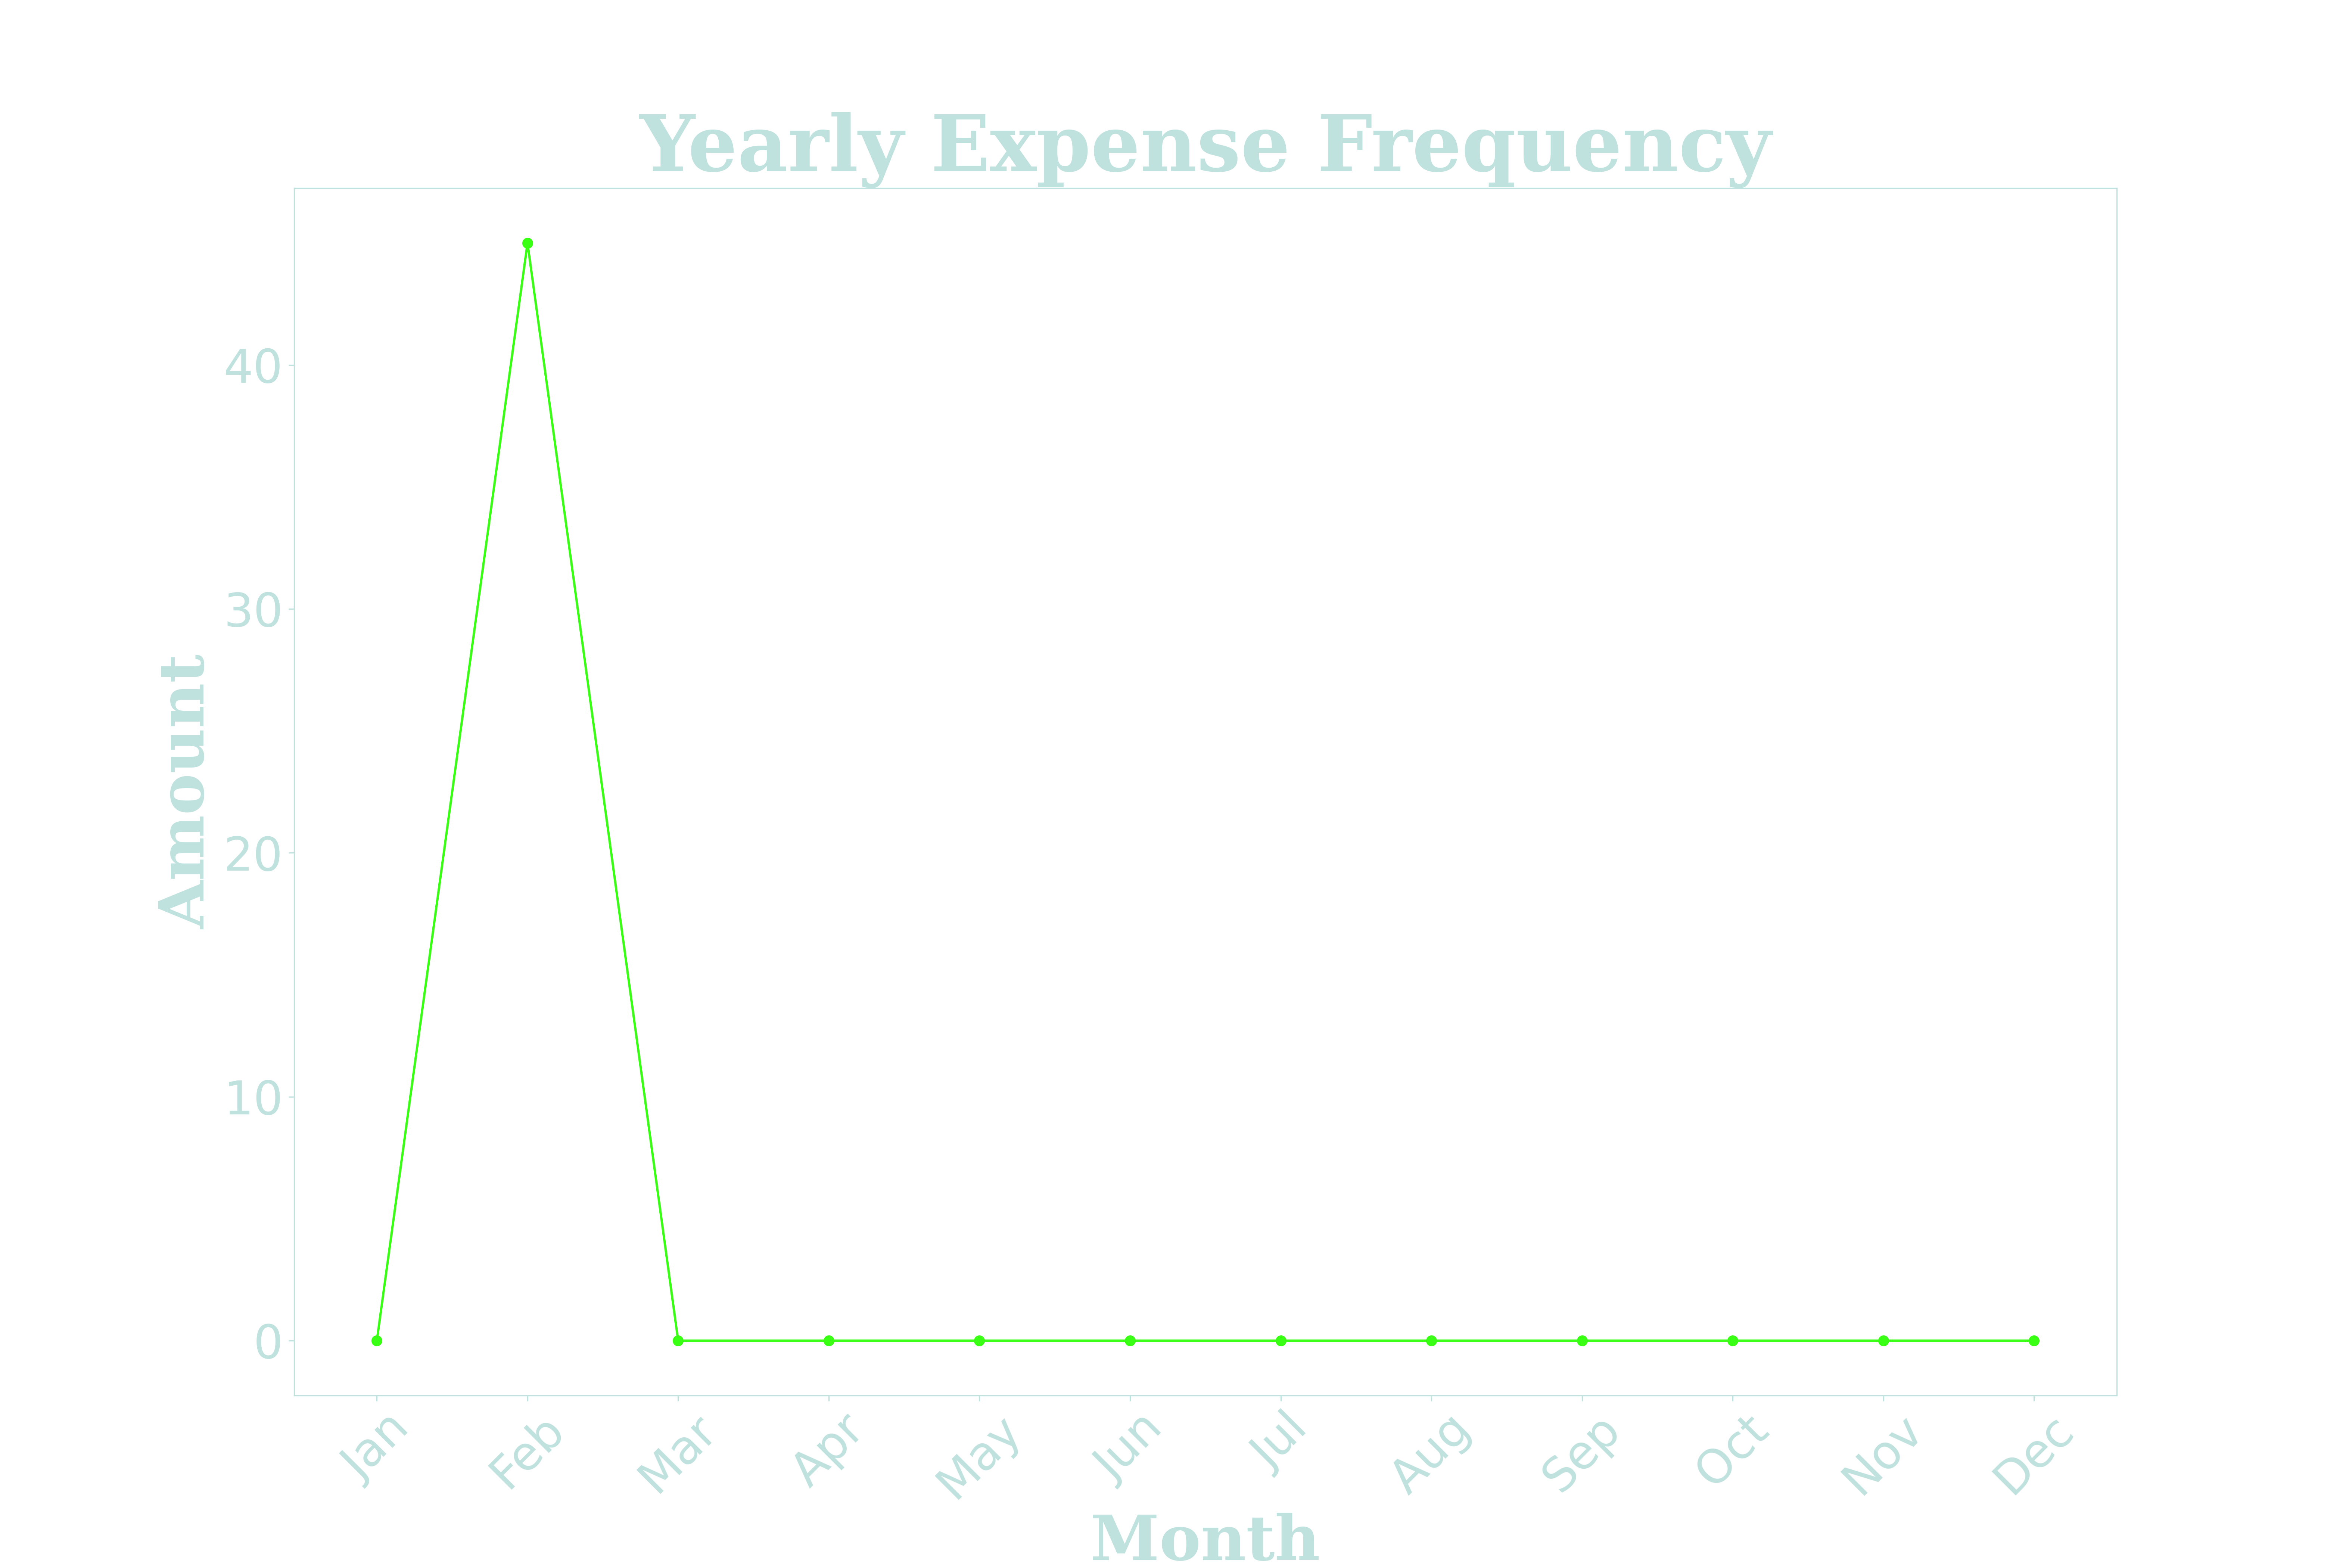 Yearly Expense Frequency
Amount
40
30
20
10
0
Jan Feb Mar Apr May Jun Jul Aug Sep Oct Nov Dec
Month